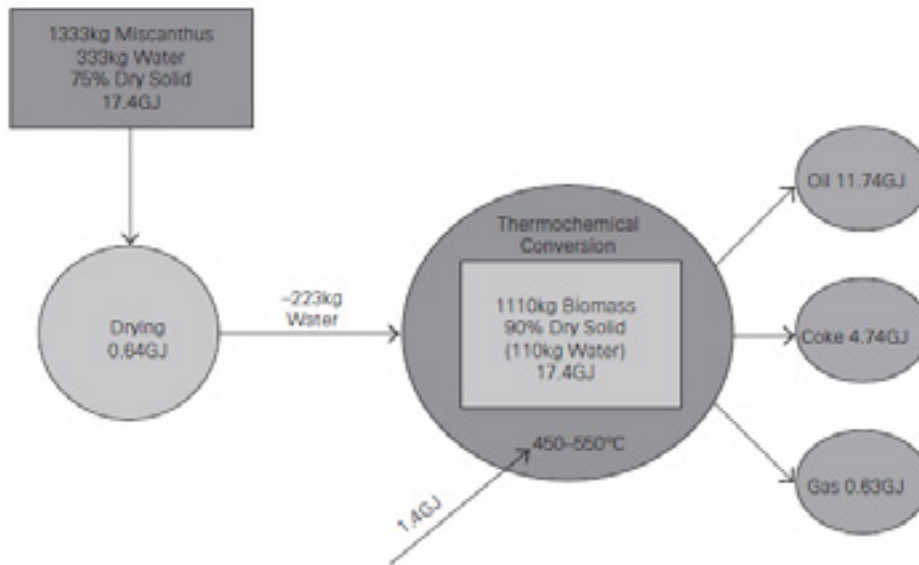 1333kg Miscanthus
333kg Water
75% Dry Solid
17.4GJ
Drying
0.64GJ
–223kg
Water
Thermochemical
Conversion
1110kg Biomass
90% Dry Solid
(110kg Water)
17.4GJ
450–550ºC
1.4GJ
Oil 11.74GJ
Coke 4.74GJ
Gas 0.63GJ